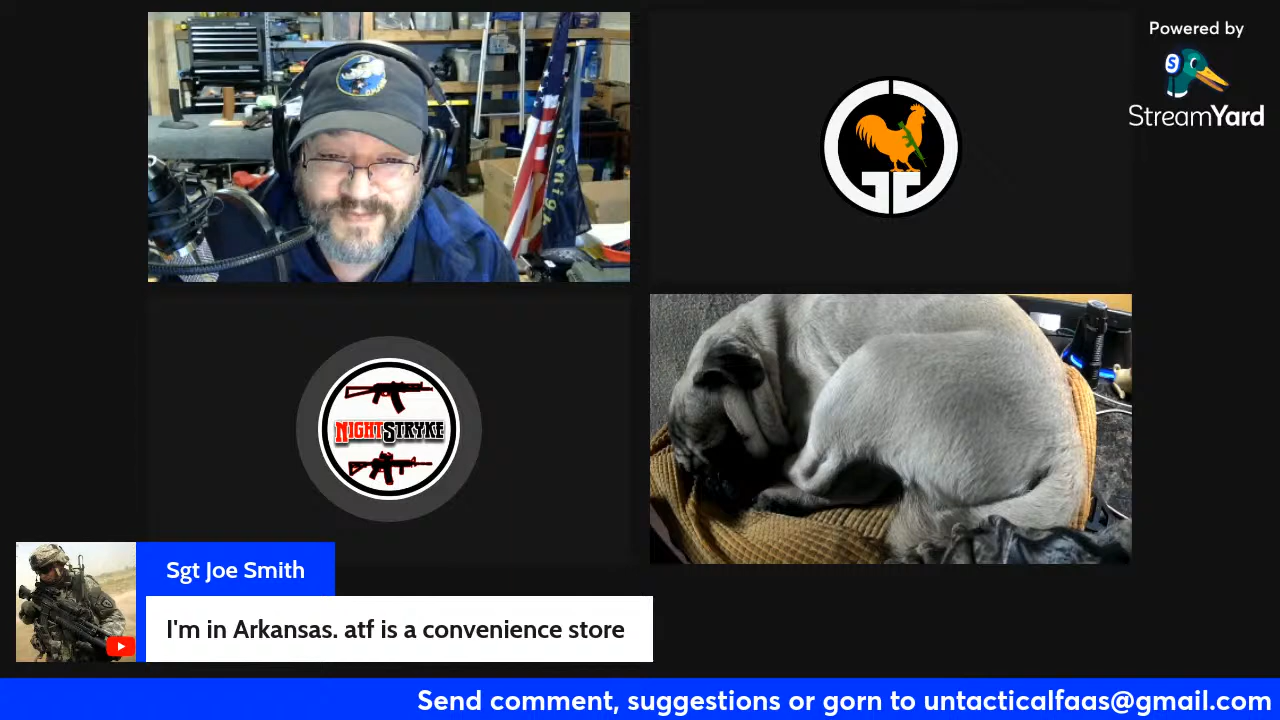 Powered by
S
StreamYard
GG
NIGHTSTRYKE
Sgt Joe Smith
I'm in Arkansas. atf is a convenience store
Send comment, suggestions or gorn to untacticalfaas@gmail.com